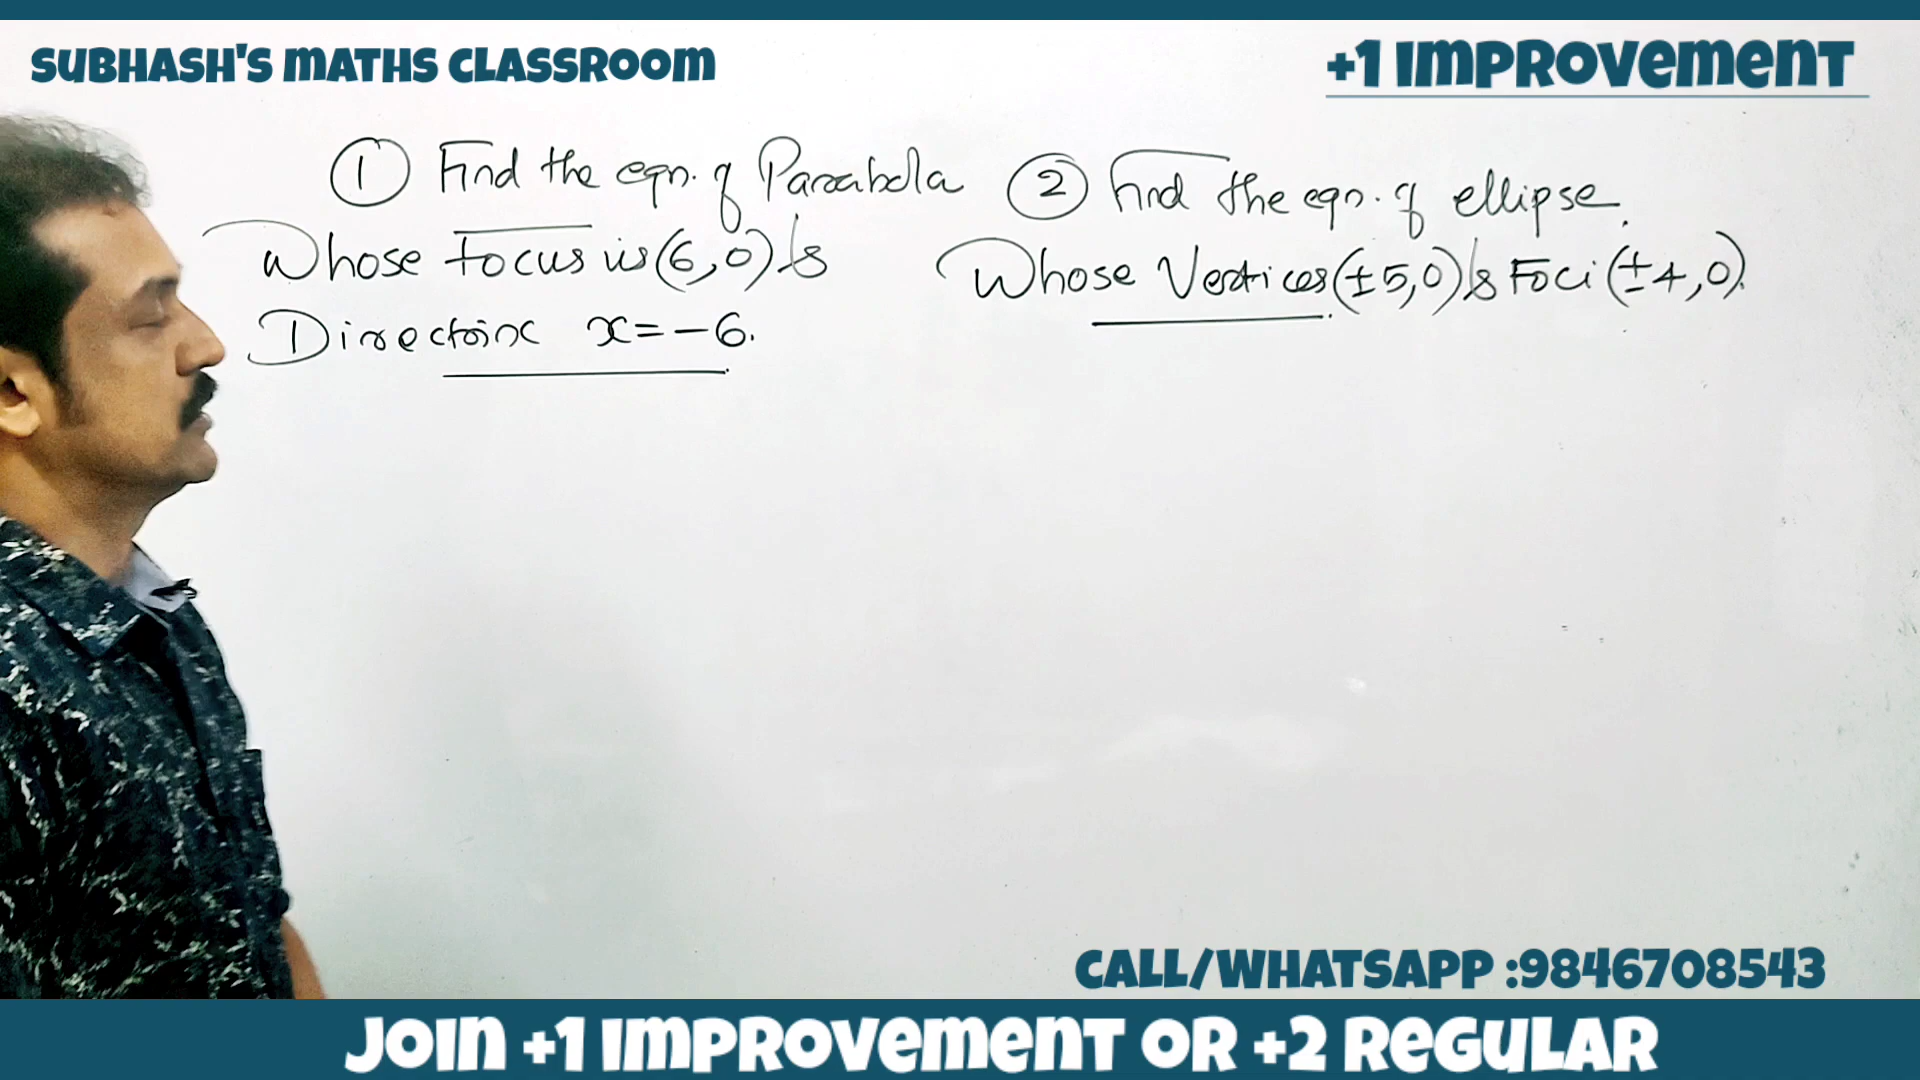 SUBHASH'S MATHS CLASSROOM
+1 IMPROVEMENT
① Find the eqn. of Parabola
Whose Focus is (6,0) &
Directrix x = -6.
② Find the eqn. of ellipse.
Whose Vertices (±5,0) & Foci (±4,0).
CALL/WHATSAPP :9846708543
JOIN +1 IMPROVEMENT OR +2 REGULAR